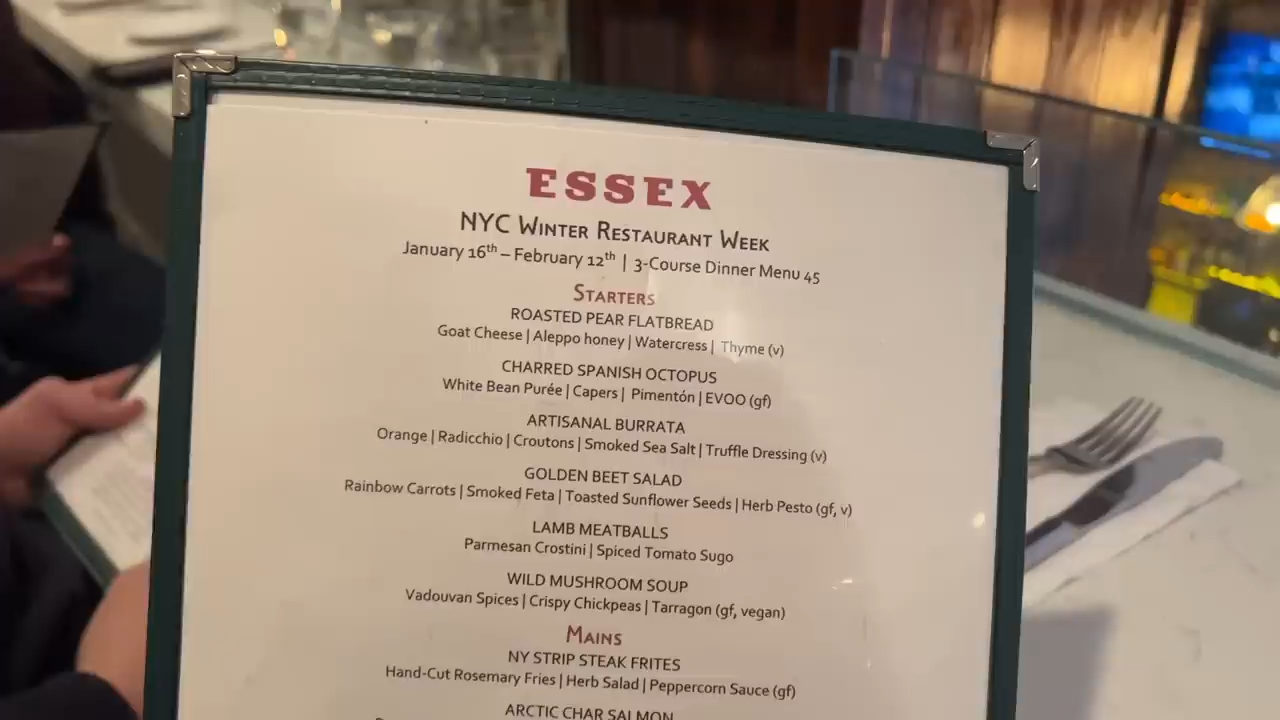 ESSEX
NYC Winter Restaurant Week
January 16th – February 12th | 3-Course Dinner Menu 45
Starters
ROASTED PEAR FLATBREAD
Goat Cheese | Aleppo honey | Watercress | Thyme (v)
CHARRED SPANISH OCTOPUS
White Bean Purée | Capers | Pimentón | EVOO (gf)
ARTISANAL BURRATA
Orange | Radicchio | Croutons | Smoked Sea Salt | Truffle Dressing (v)
GOLDEN BEET SALAD
Rainbow Carrots | Smoked Feta | Toasted Sunflower Seeds | Herb Pesto (gf, v)
LAMB MEATBALLS
Parmesan Crostini | Spiced Tomato Sugo
WILD MUSHROOM SOUP
Vadouvan Spices | Crispy Chickpeas | Tarragon (gf, vegan)
Mains
NY STRIP STEAK FRITES
Hand-Cut Rosemary Fries | Herb Salad | Peppercorn Sauce (gf)
ARCTIC CHAR SALMON